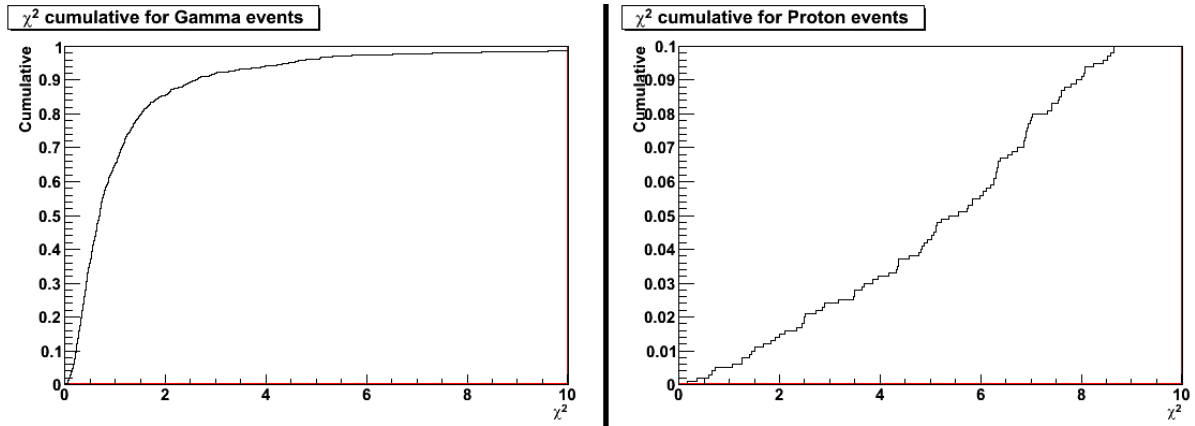 χ² cumulative for Gamma events
Cumulative
1
0.9
0.8
0.7
0.6
0.5
0.4
0.3
0.2
0.1
0
0 2 4 6 8 10
χ²
χ² cumulative for Proton events
Cumulative
0.1
0.09
0.08
0.07
0.06
0.05
0.04
0.03
0.02
0.01
0
0 2 4 6 8 10
χ²